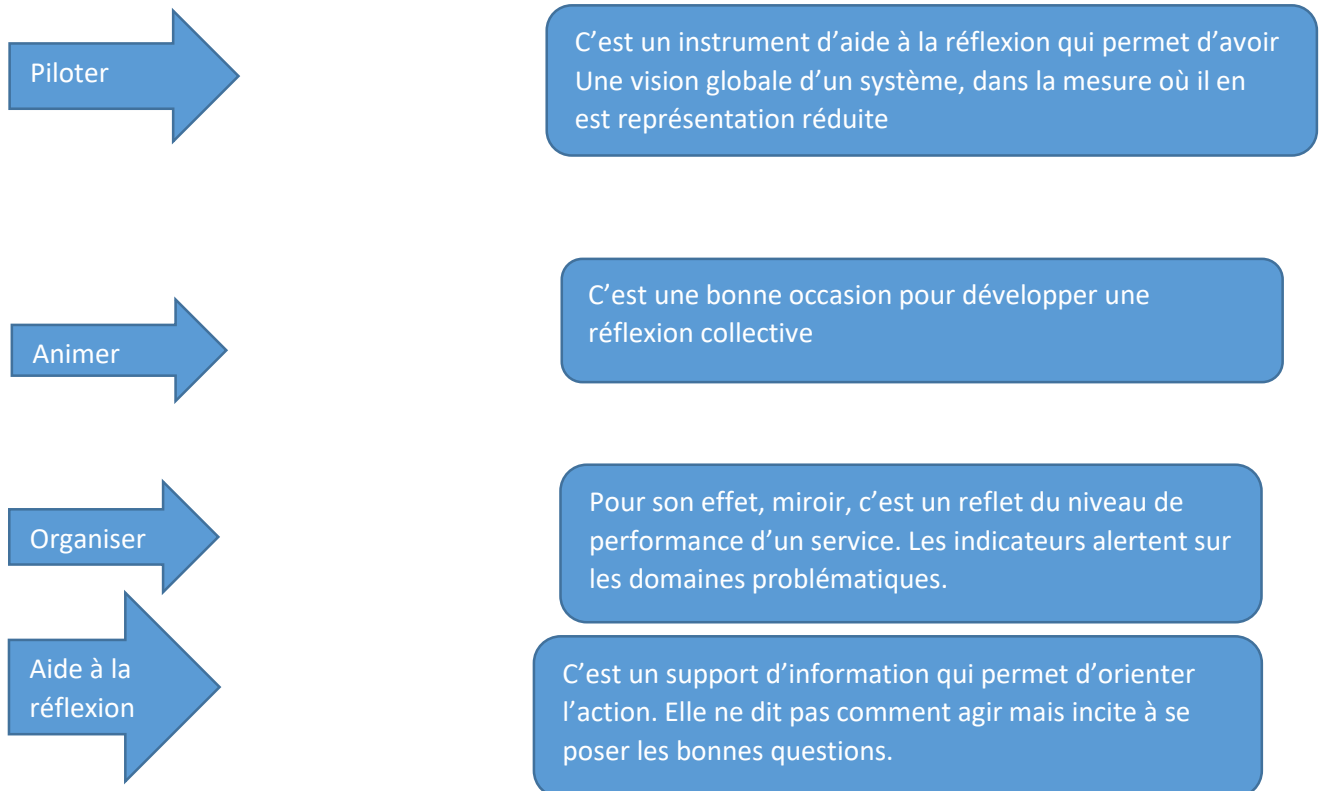 Piloter
C’est un instrument d’aide à la réflexion qui permet d’avoir
Une vision globale d’un système, dans la mesure où il en
est représentation réduite
Animer
C’est une bonne occasion pour développer une
réflexion collective
Organiser
Pour son effet, miroir, c’est un reflet du niveau de
performance d’un service. Les indicateurs alertent sur
les domaines problématiques.
Aide à la
réflexion
C’est un support d’information qui permet d’orienter
l’action. Elle ne dit pas comment agir mais incite à se
poser les bonnes questions.